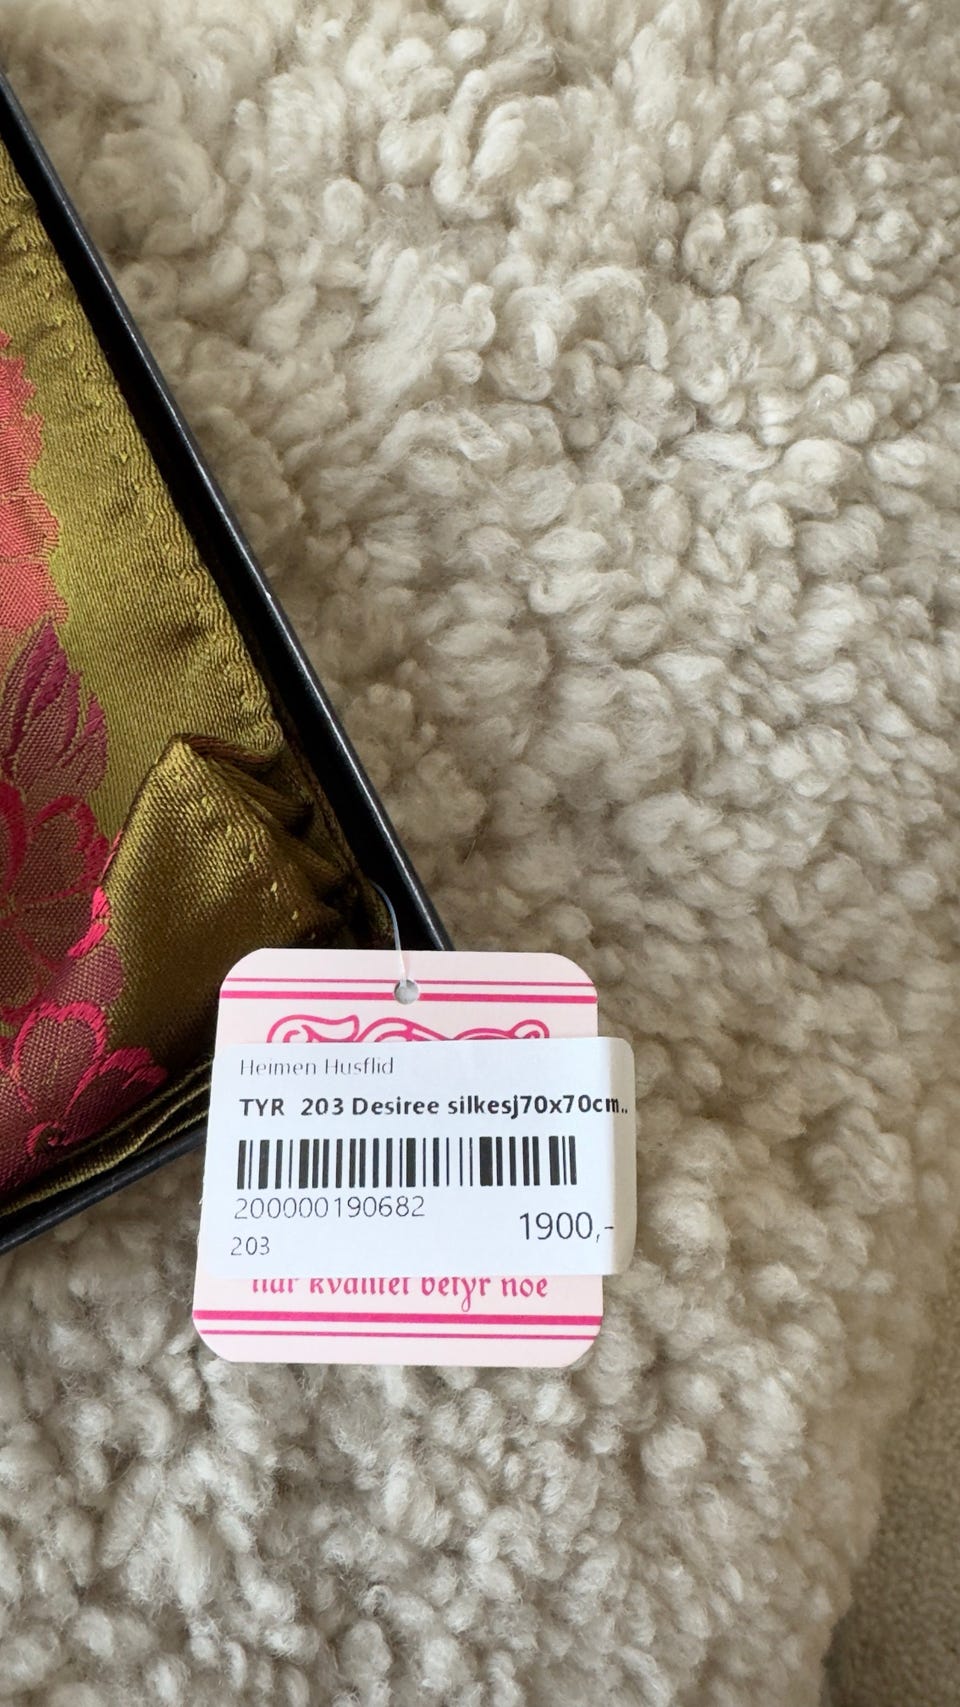 Heimen Husflid
TYR 203 Desiree silkesj70x70cm..
200000190682
1900,-
203
når kvalitet betyr noe